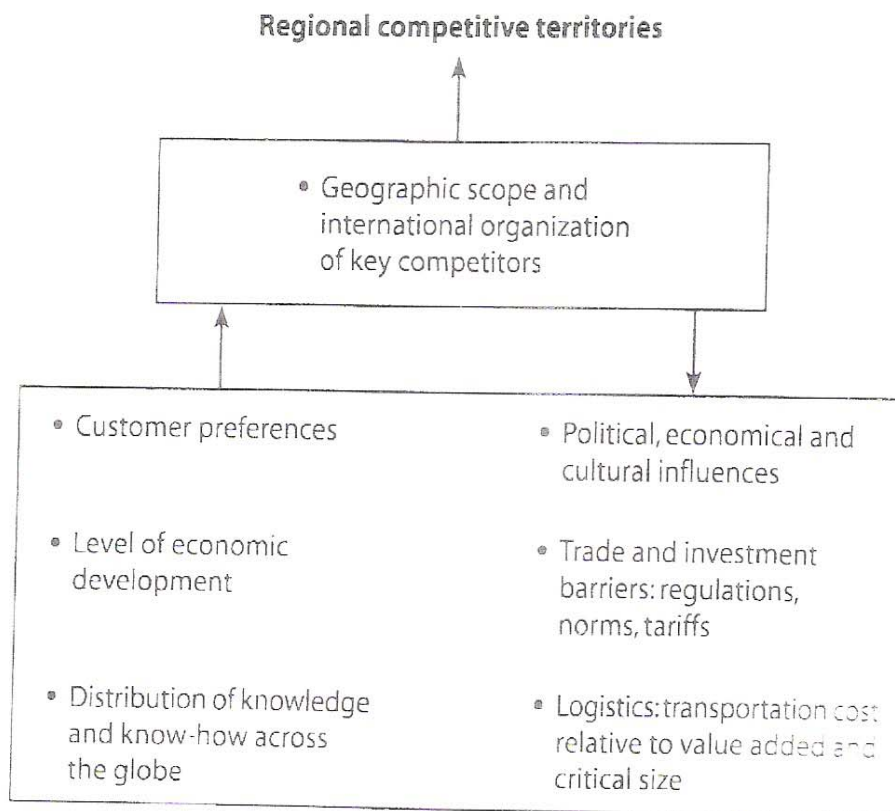 Regional competitive territories
• Geographic scope and
international organization
of key competitors
• Customer preferences
• Level of economic
development
• Distribution of knowledge
and know-how across
the globe
• Political, economical and
cultural influences
• Trade and investment
barriers: regulations,
norms, tariffs
• Logistics: transportation cost
relative to value added and
critical size